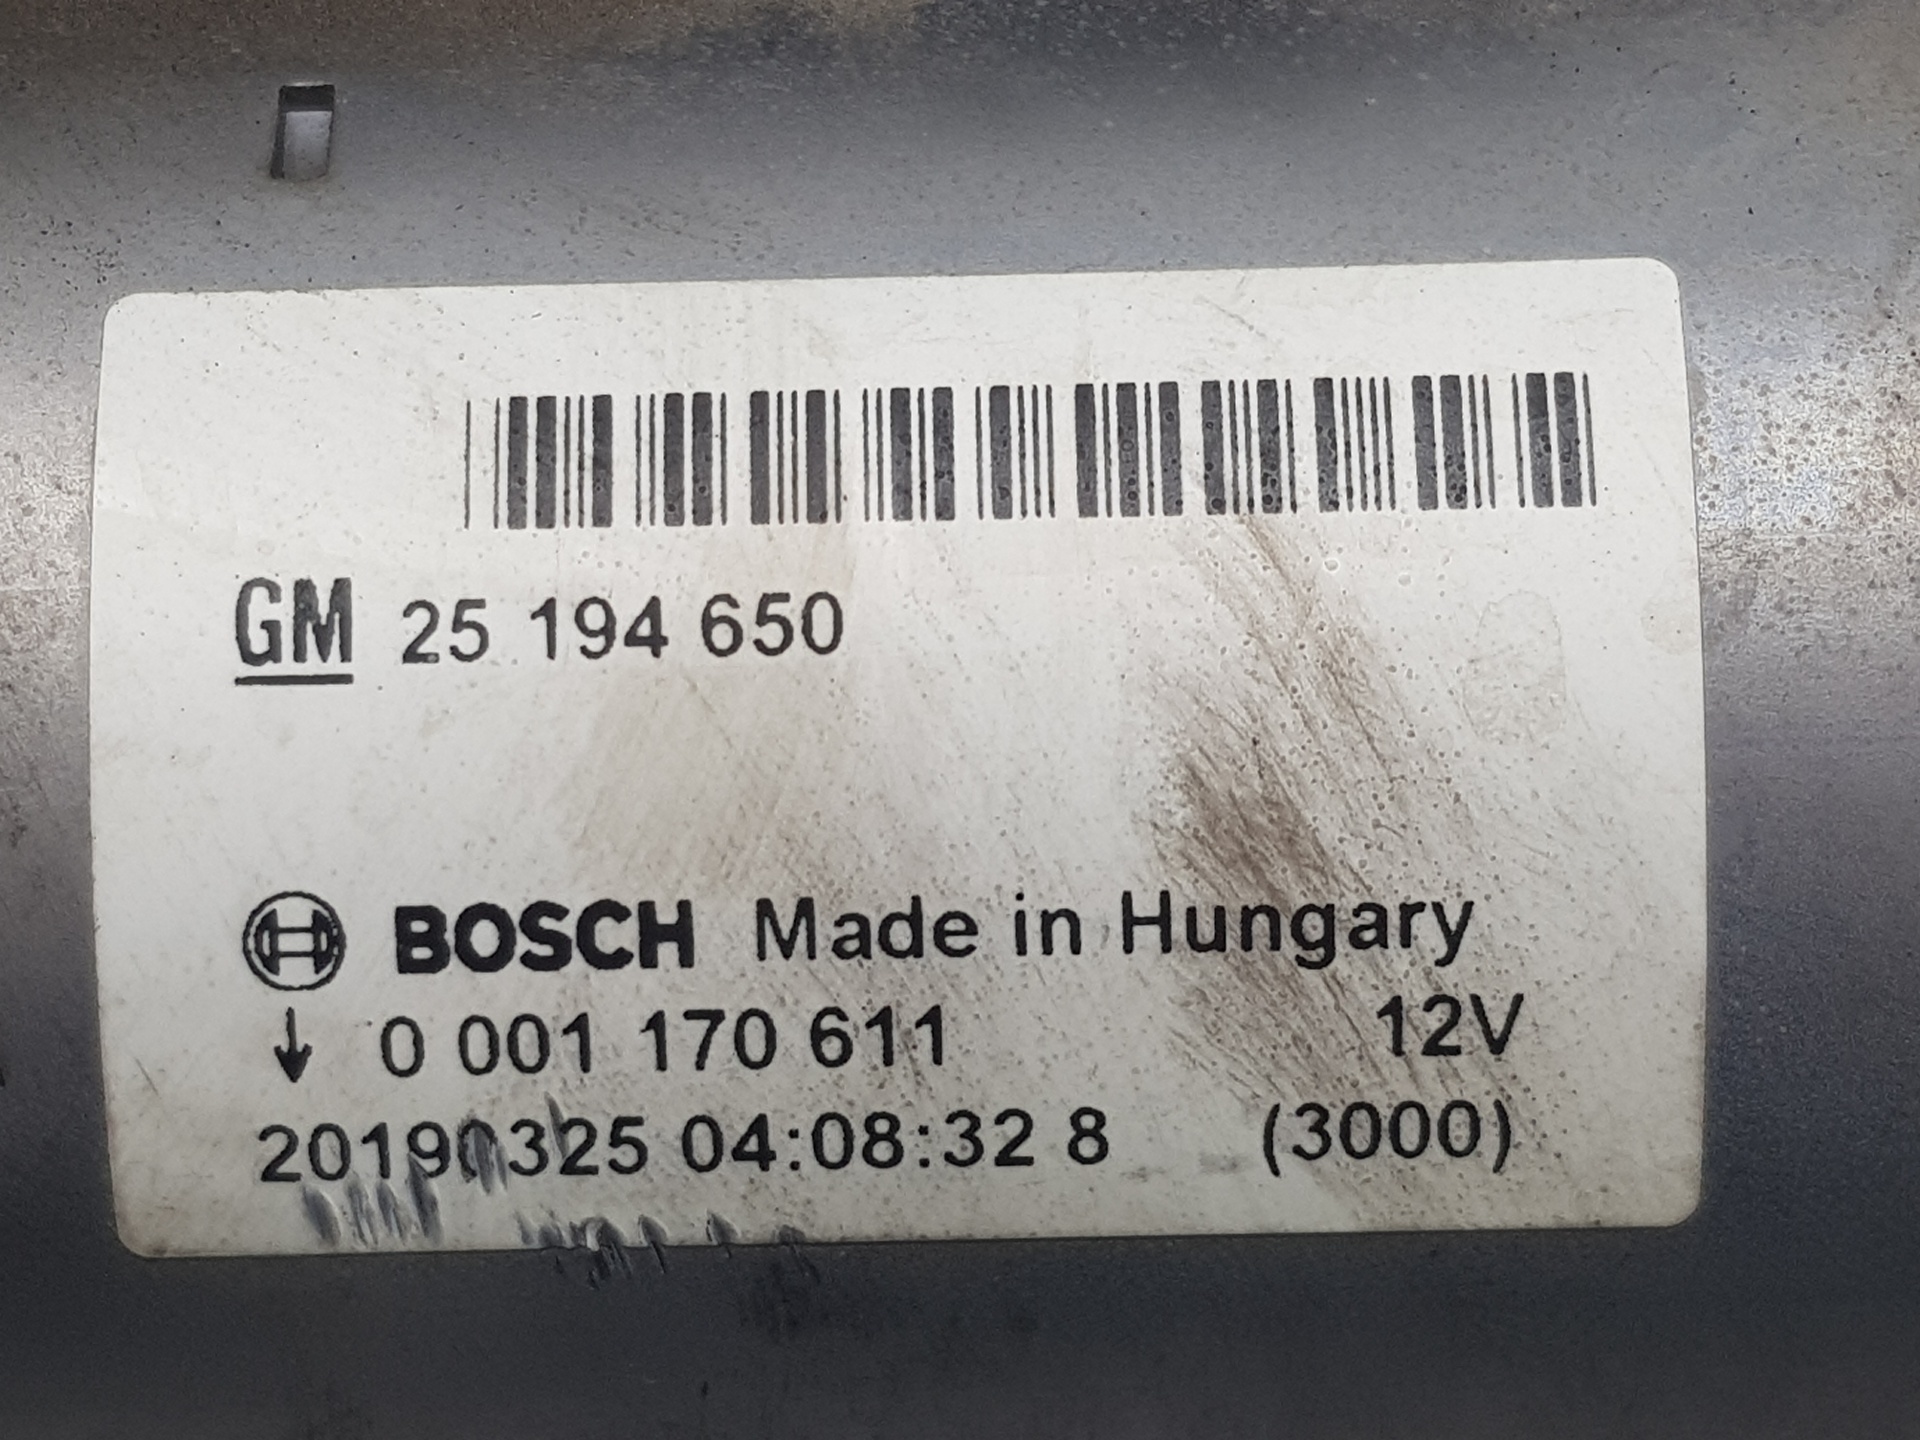 GM 25 194 650
BOSCH Made in Hungary
↓ 0 001 170 611 12V
20190325 04:08:32 8 (3000)